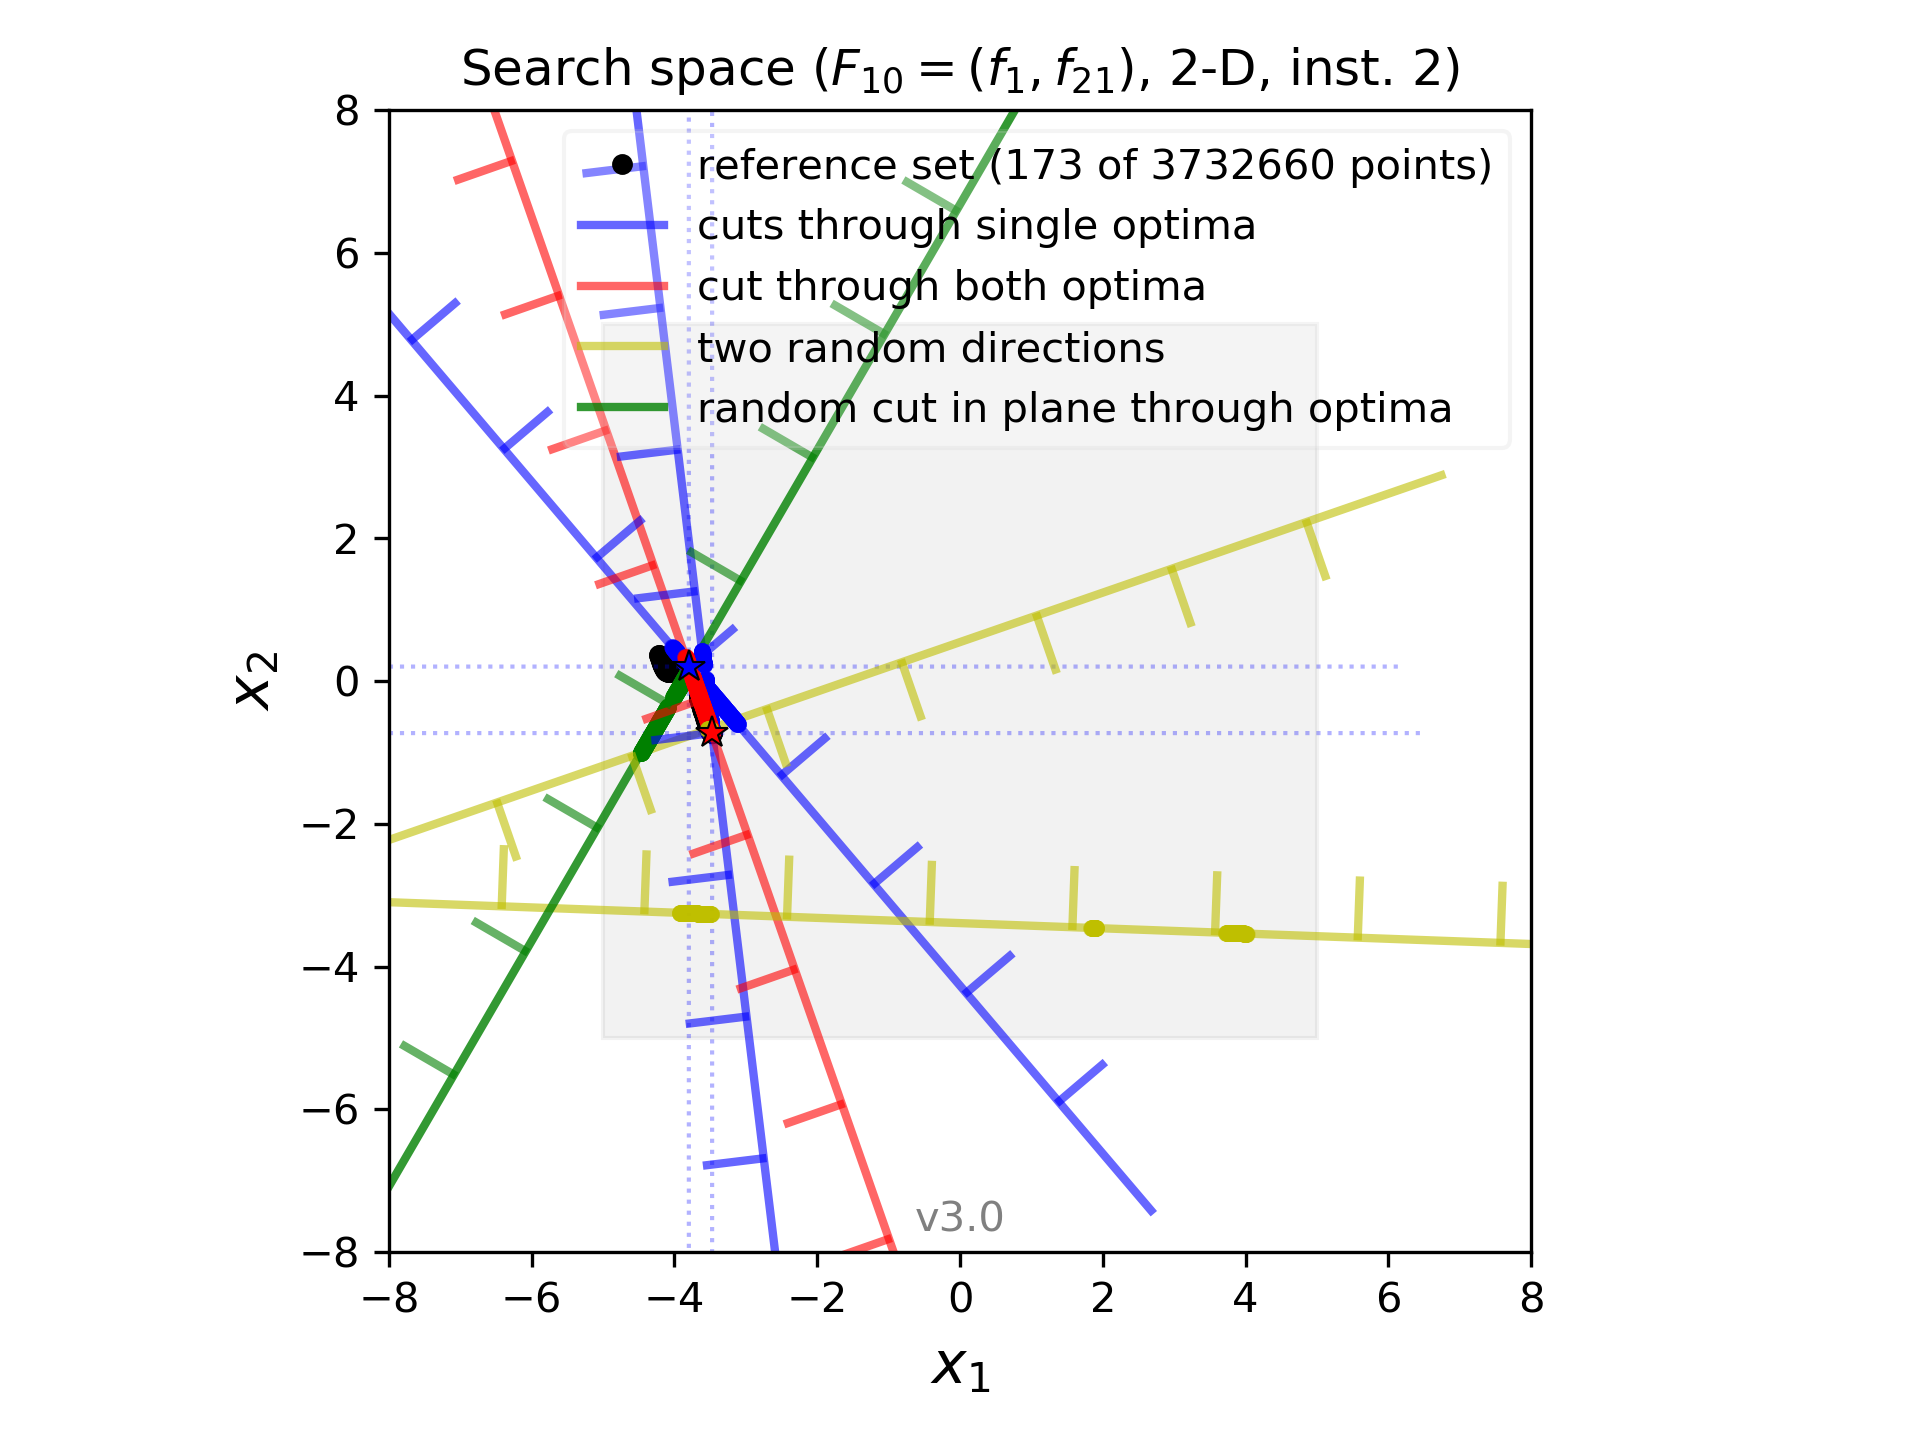 Search space (F10 = (f1, f21), 2-D, inst. 2)
reference set (173 of 3732660 points)
cuts through single optima
cut through both optima
two random directions
random cut in plane through optima
8
6
4
2
0
−2
−4
−6
−8
x2
v3.0
−8 −6 −4 −2 0 2 4 6 8
x1